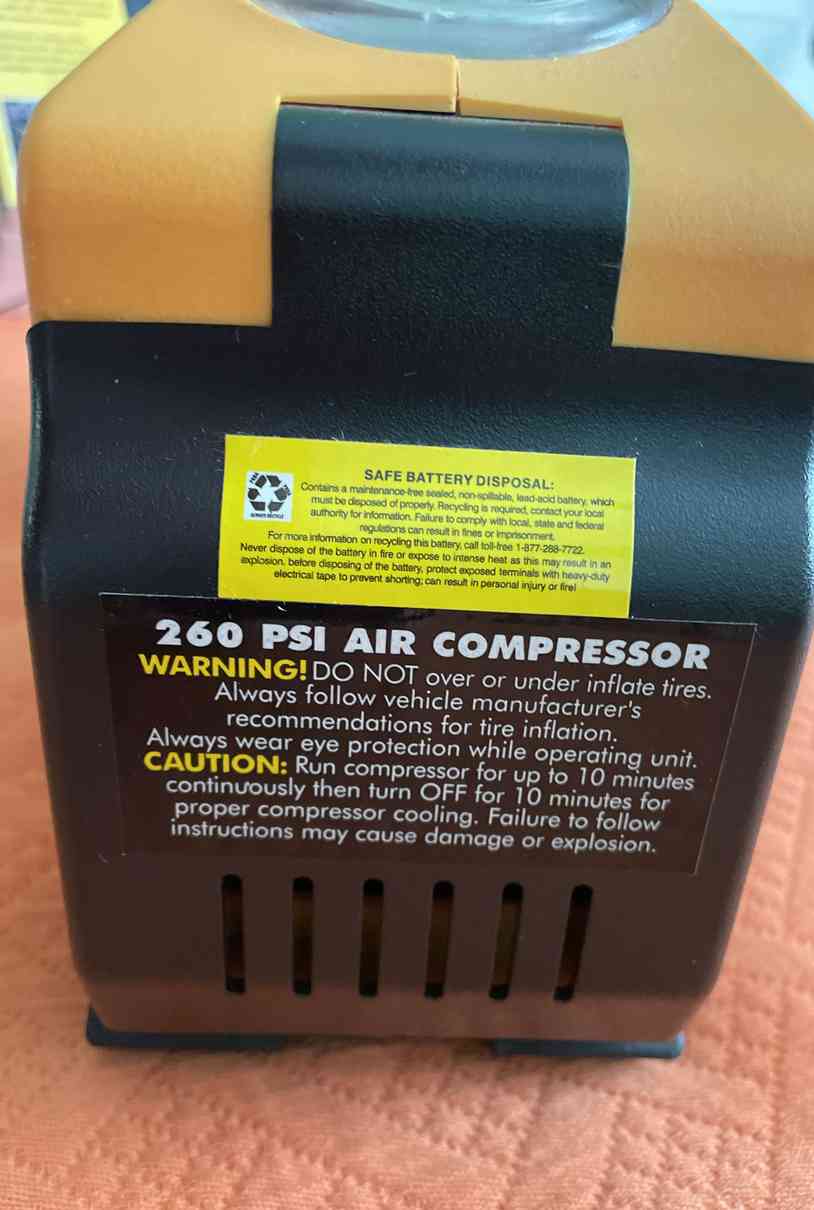 SAFE BATTERY DISPOSAL:
Contains a maintenance-free sealed, non-spillable, lead-acid battery, which
must be disposed of properly. Recycling is required, contact your local
authority for information. Failure to comply with local, state and federal
regulations can result in fines or imprisonment.
For more information on recycling this battery, call toll-free 1-877-288-7722.
Never dispose of the battery in fire or expose to intense heat as this may result in an
explosion, before disposing of the battery, protect exposed terminals with heavy-duty
electrical tape to prevent shorting; can result in personal injury or fire!
260 PSI AIR COMPRESSOR
WARNING! DO NOT over or under inflate tires.
Always follow vehicle manufacturer's
recommendations for tire inflation.
Always wear eye protection while operating unit.
CAUTION: Run compressor for up to 10 minutes
continuously then turn OFF for 10 minutes for
proper compressor cooling. Failure to follow
instructions may cause damage or explosion.